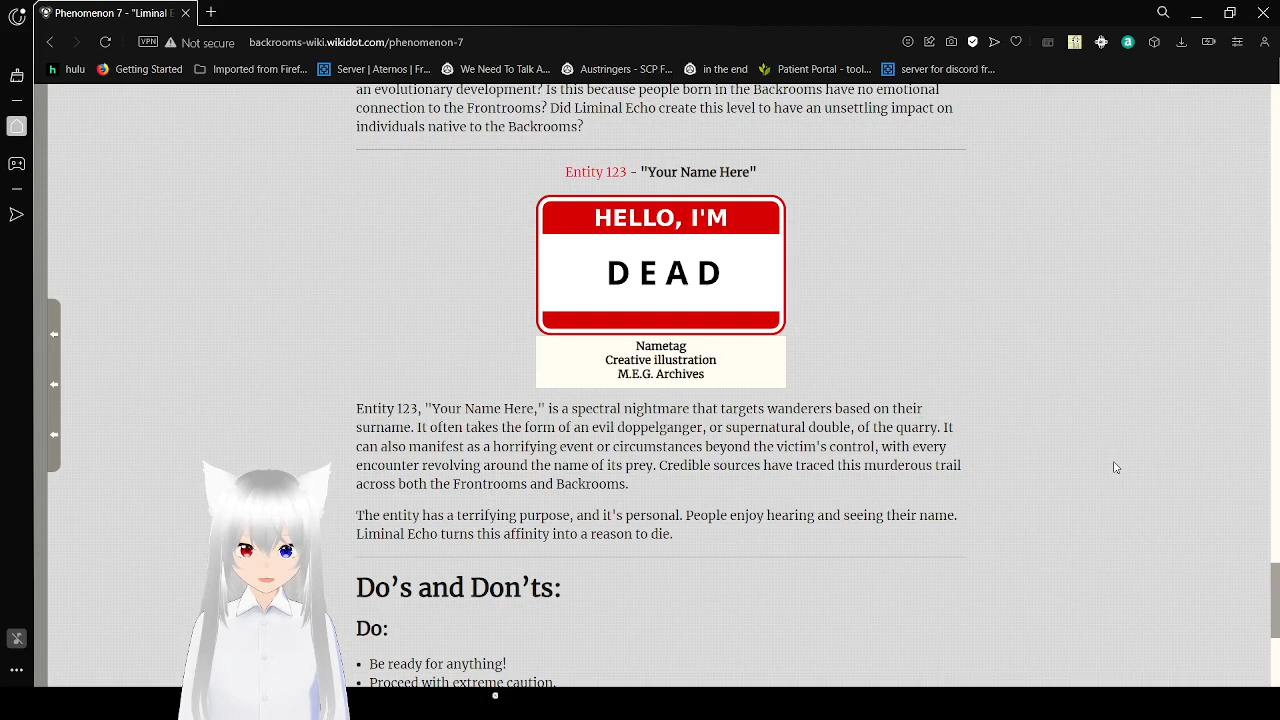 Phenomenon 7 - "Liminal E
VPN
Not secure
backrooms-wiki.wikidot.com/phenomenon-7
hulu
Getting Started
Imported from Firef...
Server | Aternos | Fr...
We Need To Talk A...
Austringers - SCP F...
in the end
Patient Portal - tool...
server for discord fr...
an evolutionary development? Is this because people born in the Backrooms have no emotional
connection to the Frontrooms? Did Liminal Echo create this level to have an unsettling impact on
individuals native to the Backrooms?
Entity 123 - "Your Name Here"
HELLO, I'M
DEAD
Nametag
Creative illustration
M.E.G. Archives
Entity 123, "Your Name Here," is a spectral nightmare that targets wanderers based on their
surname. It often takes the form of an evil doppelganger, or supernatural double, of the quarry. It
can also manifest as a horrifying event or circumstances beyond the victim's control, with every
encounter revolving around the name of its prey. Credible sources have traced this murderous trail
across both the Frontrooms and Backrooms.
The entity has a terrifying purpose, and it's personal. People enjoy hearing and seeing their name.
Liminal Echo turns this affinity into a reason to die.
Do’s and Don’ts:
Do:
• Be ready for anything!
• Proceed with extreme caution.